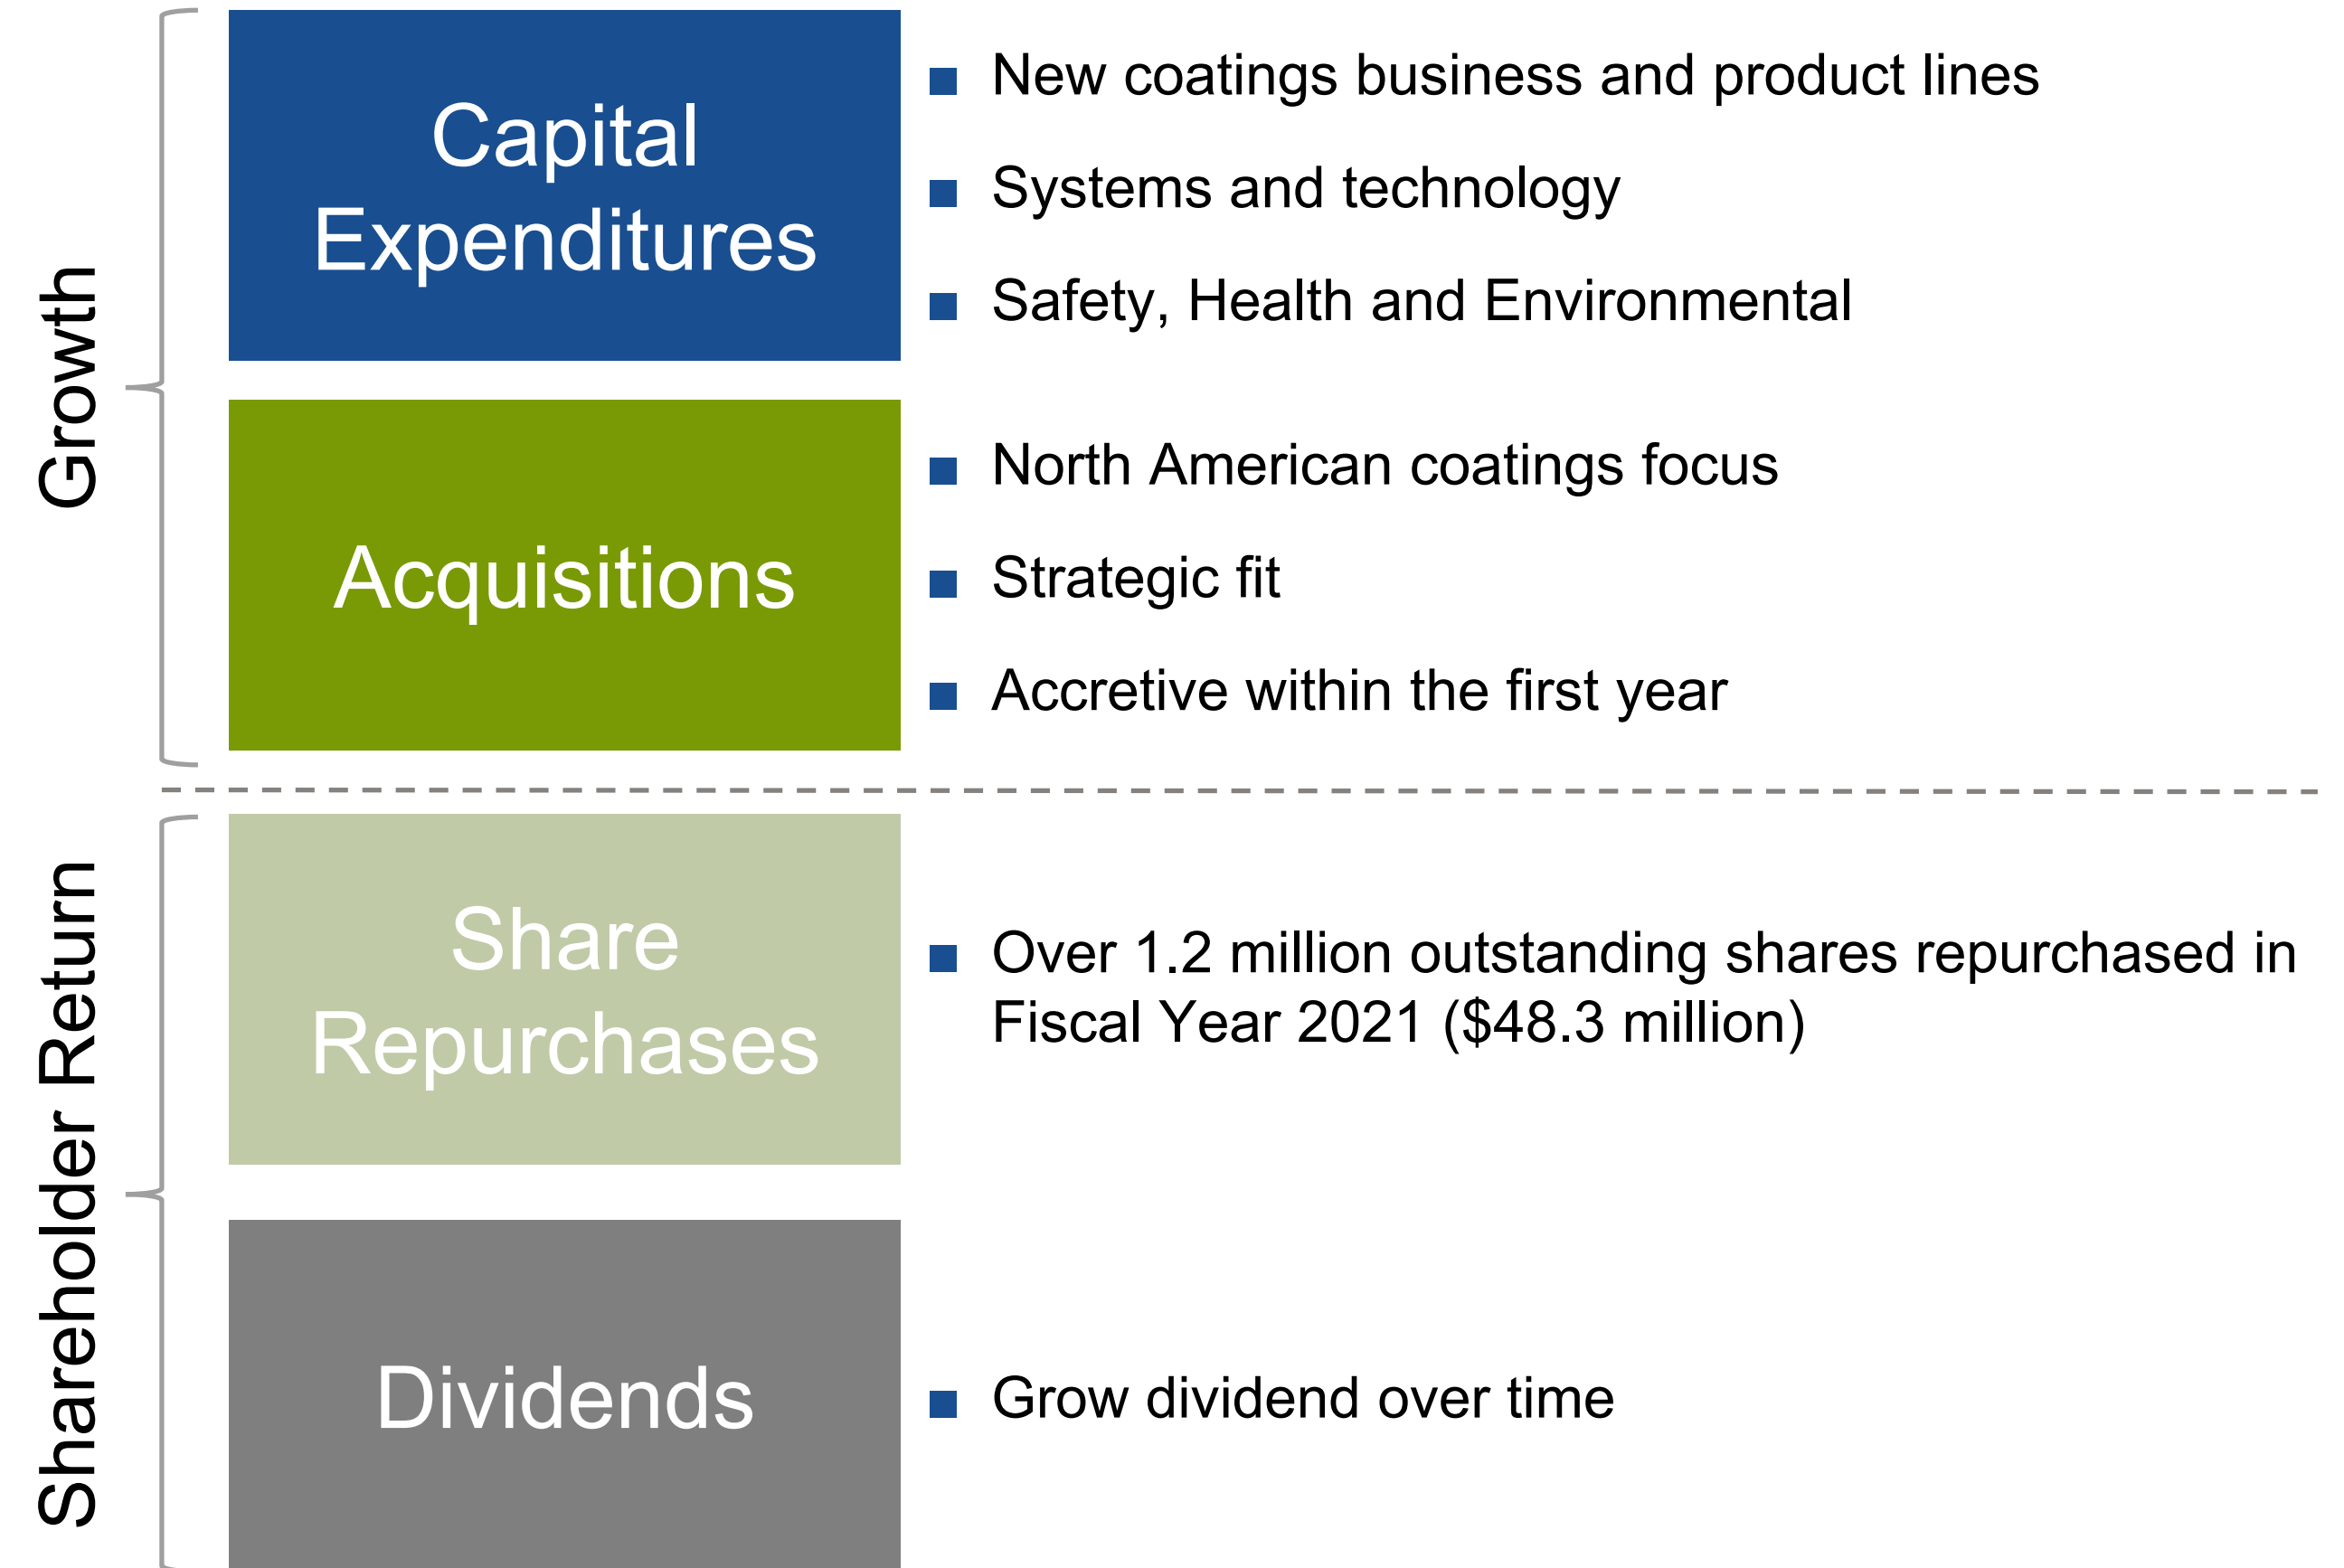 Growth
Capital
Expenditures
New coatings business and product lines
Systems and technology
Safety, Health and Environmental
Acquisitions
North American coatings focus
Strategic fit
Accretive within the first year
Shareholder Return
Share
Repurchases
Over 1.2 million outstanding shares repurchased in
Fiscal Year 2021 ($48.3 million)
Dividends
Grow dividend over time